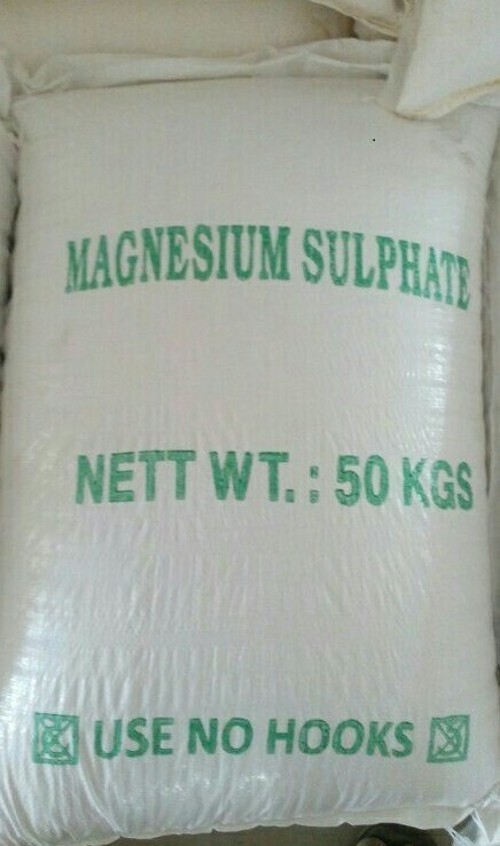 MAGNESIUM SULPHATE
NETT WT. : 50 KGS
USE NO HOOKS